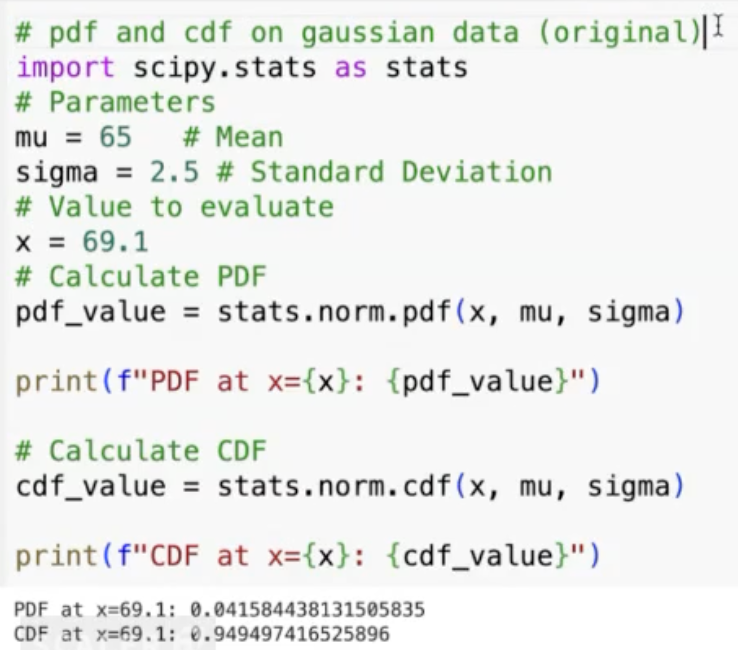 # pdf and cdf on gaussian data (original)
import scipy.stats as stats
# Parameters
mu = 65   # Mean
sigma = 2.5 # Standard Deviation
# Value to evaluate
x = 69.1
# Calculate PDF
pdf_value = stats.norm.pdf(x, mu, sigma)
print(f"PDF at x={x}: {pdf_value}")
# Calculate CDF
cdf_value = stats.norm.cdf(x, mu, sigma)
print(f"CDF at x={x}: {cdf_value}")
PDF at x=69.1: 0.041584438131505835
CDF at x=69.1: 0.949497416525896